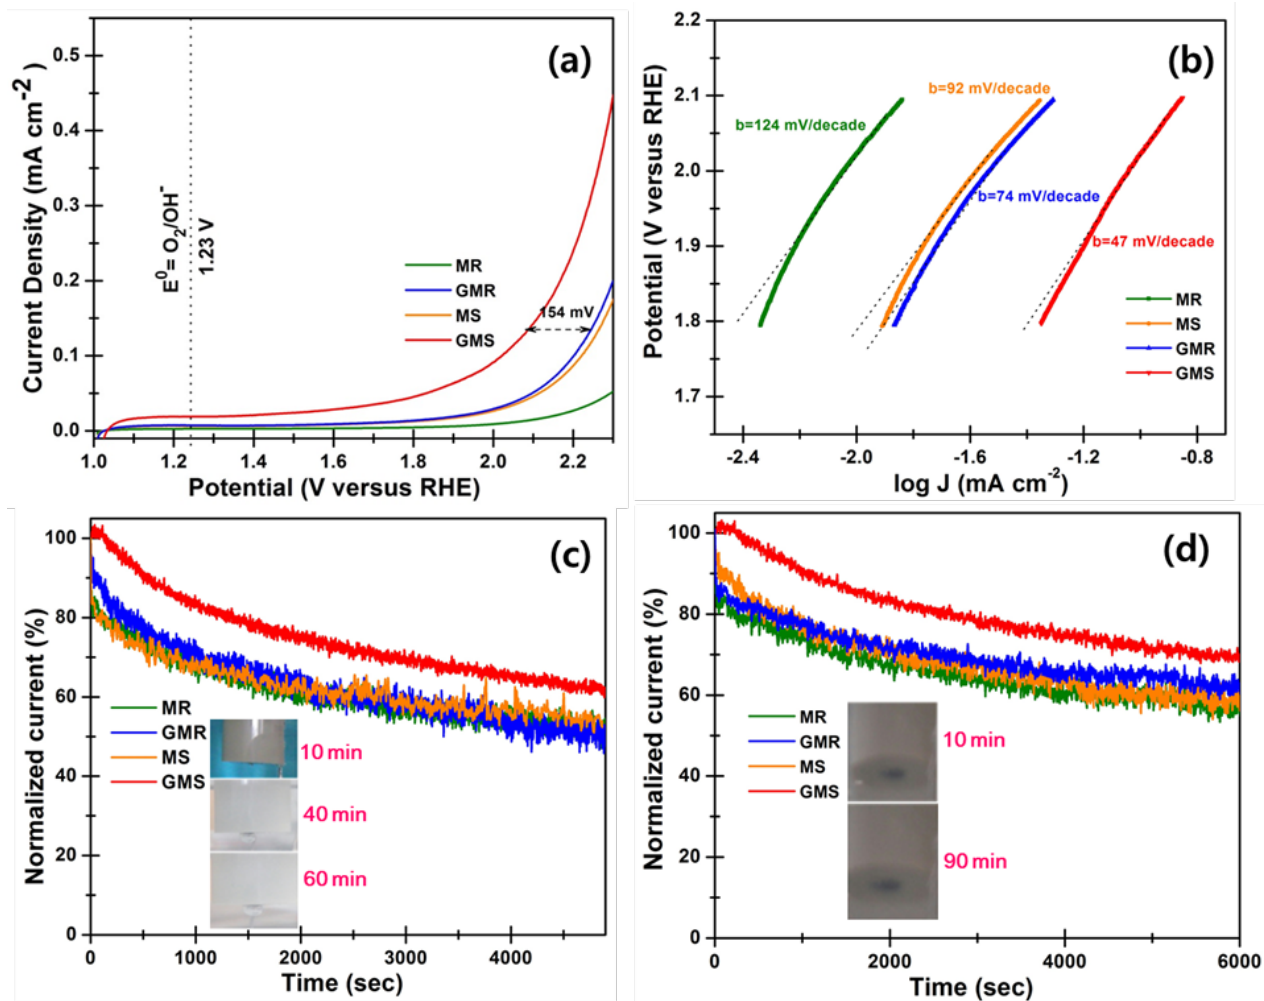 (a)
0.5
0.4
0.3
0.2
0.1
0.0
Current Density (mA cm-2)
E0= O2/OH-
1.23 V
MR
GMR
MS
GMS
154 mV
1.0
1.2
1.4
1.6
1.8
2.0
2.2
Potential (V versus RHE)
(b)
2.2
2.1
2.0
1.9
1.8
1.7
Potential (V versus RHE)
b=124 mV/decade
b=92 mV/decade
b=74 mV/decade
b=47 mV/decade
MR
MS
GMR
GMS
-2.4
-2.0
-1.6
-1.2
-0.8
log J (mA cm-2)
(c)
100
80
60
40
20
0
Normalized current (%)
MR
GMR
MS
GMS
10 min
40 min
60 min
0
1000
2000
3000
4000
Time (sec)
(d)
100
80
60
40
20
0
Normalized current (%)
MR
GMR
MS
GMS
10 min
90 min
0
2000
4000
6000
Time (sec)